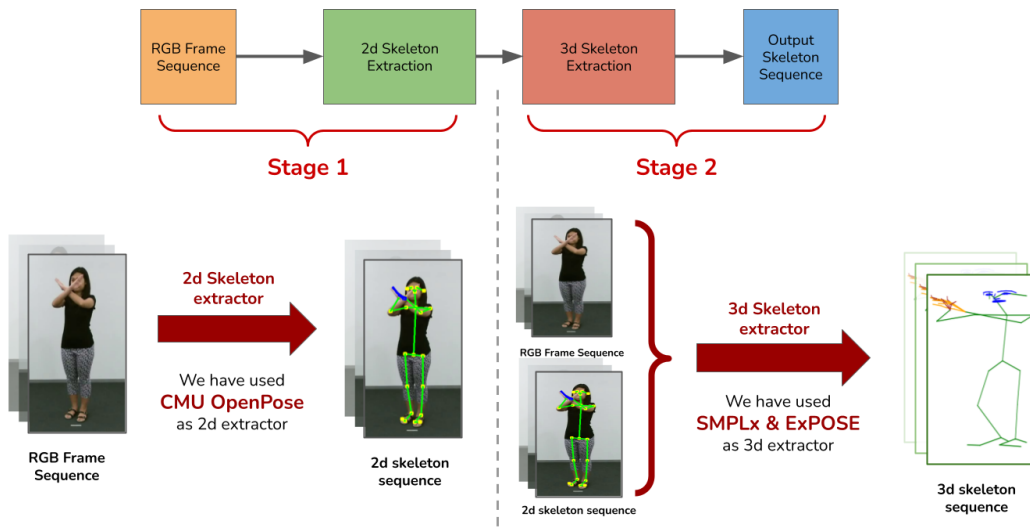 RGB Frame
Sequence
2d Skeleton
Extraction
3d Skeleton
Extraction
Output
Skeleton
Sequence
Stage 1
Stage 2
2d Skeleton
extractor
We have used
CMU OpenPose
as 2d extractor
RGB Frame
Sequence
2d skeleton
sequence
RGB Frame Sequence
2d skeleton sequence
3d Skeleton
extractor
We have used
SMPLx & ExPOSE
as 3d extractor
3d skeleton
sequence